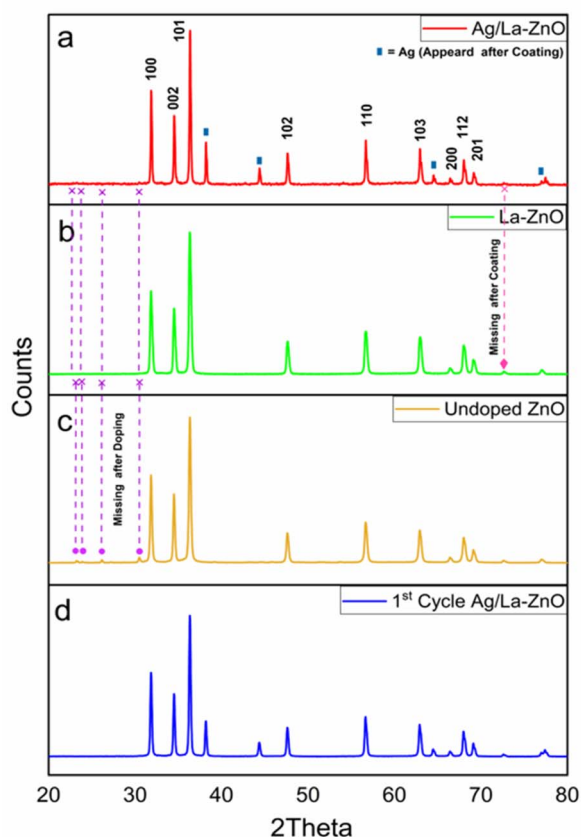 a
Ag/La-ZnO
= Ag (Appeard after Coating)
100
002
101
102
110
103
200
112
201
b
La-ZnO
Missing after Coating
c
Undoped ZnO
Missing after Doping
d
1st Cycle Ag/La-ZnO
Counts
20 30 40 50 60 70 80
2Theta